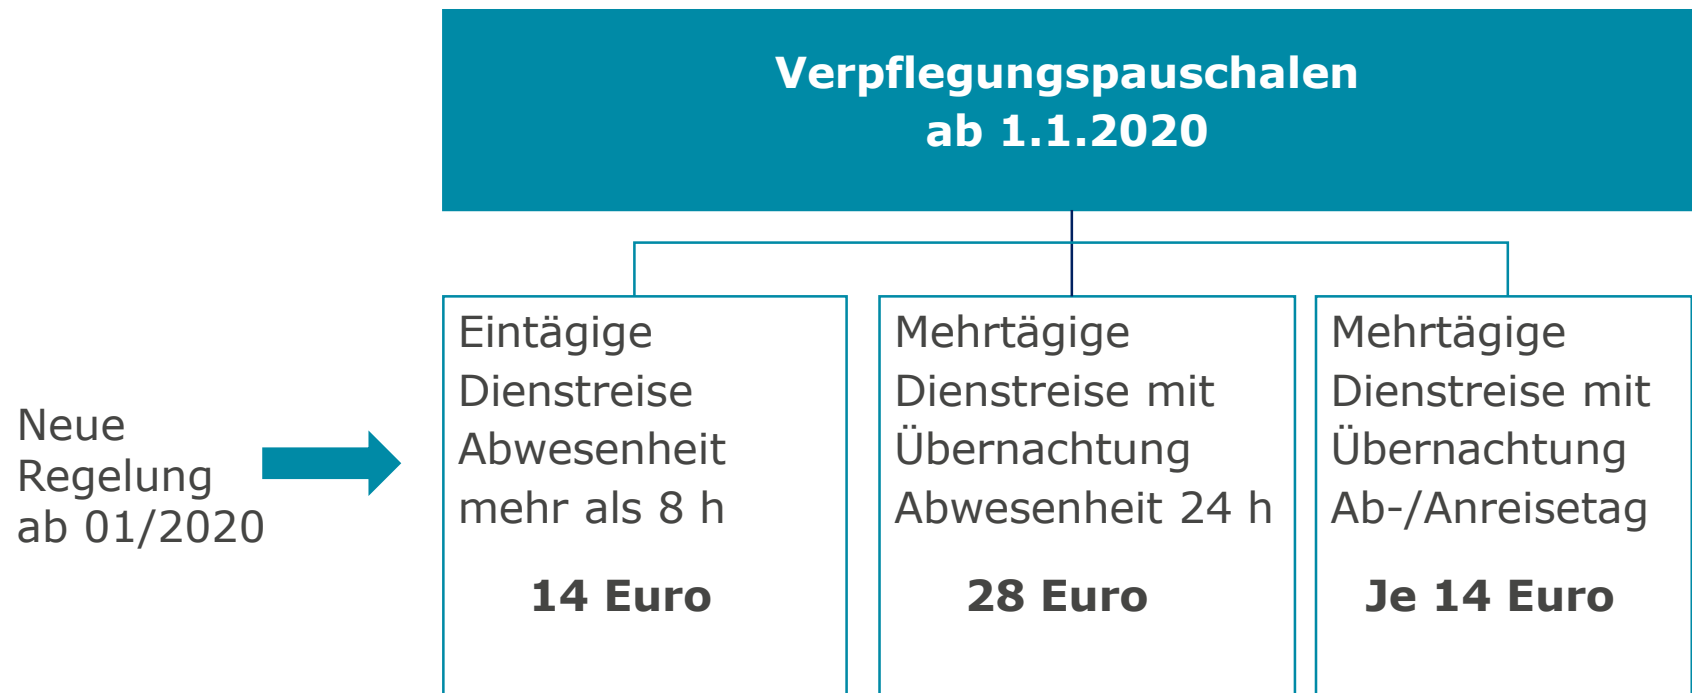 Verpflegungspauschalen
ab 1.1.2020
Neue
Regelung
ab 01/2020
Eintägige
Dienstreise
Abwesenheit
mehr als 8 h
14 Euro
Mehrtägige
Dienstreise mit
Übernachtung
Abwesenheit 24 h
28 Euro
Mehrtägige
Dienstreise mit
Übernachtung
Ab-/Anreisetag
Je 14 Euro